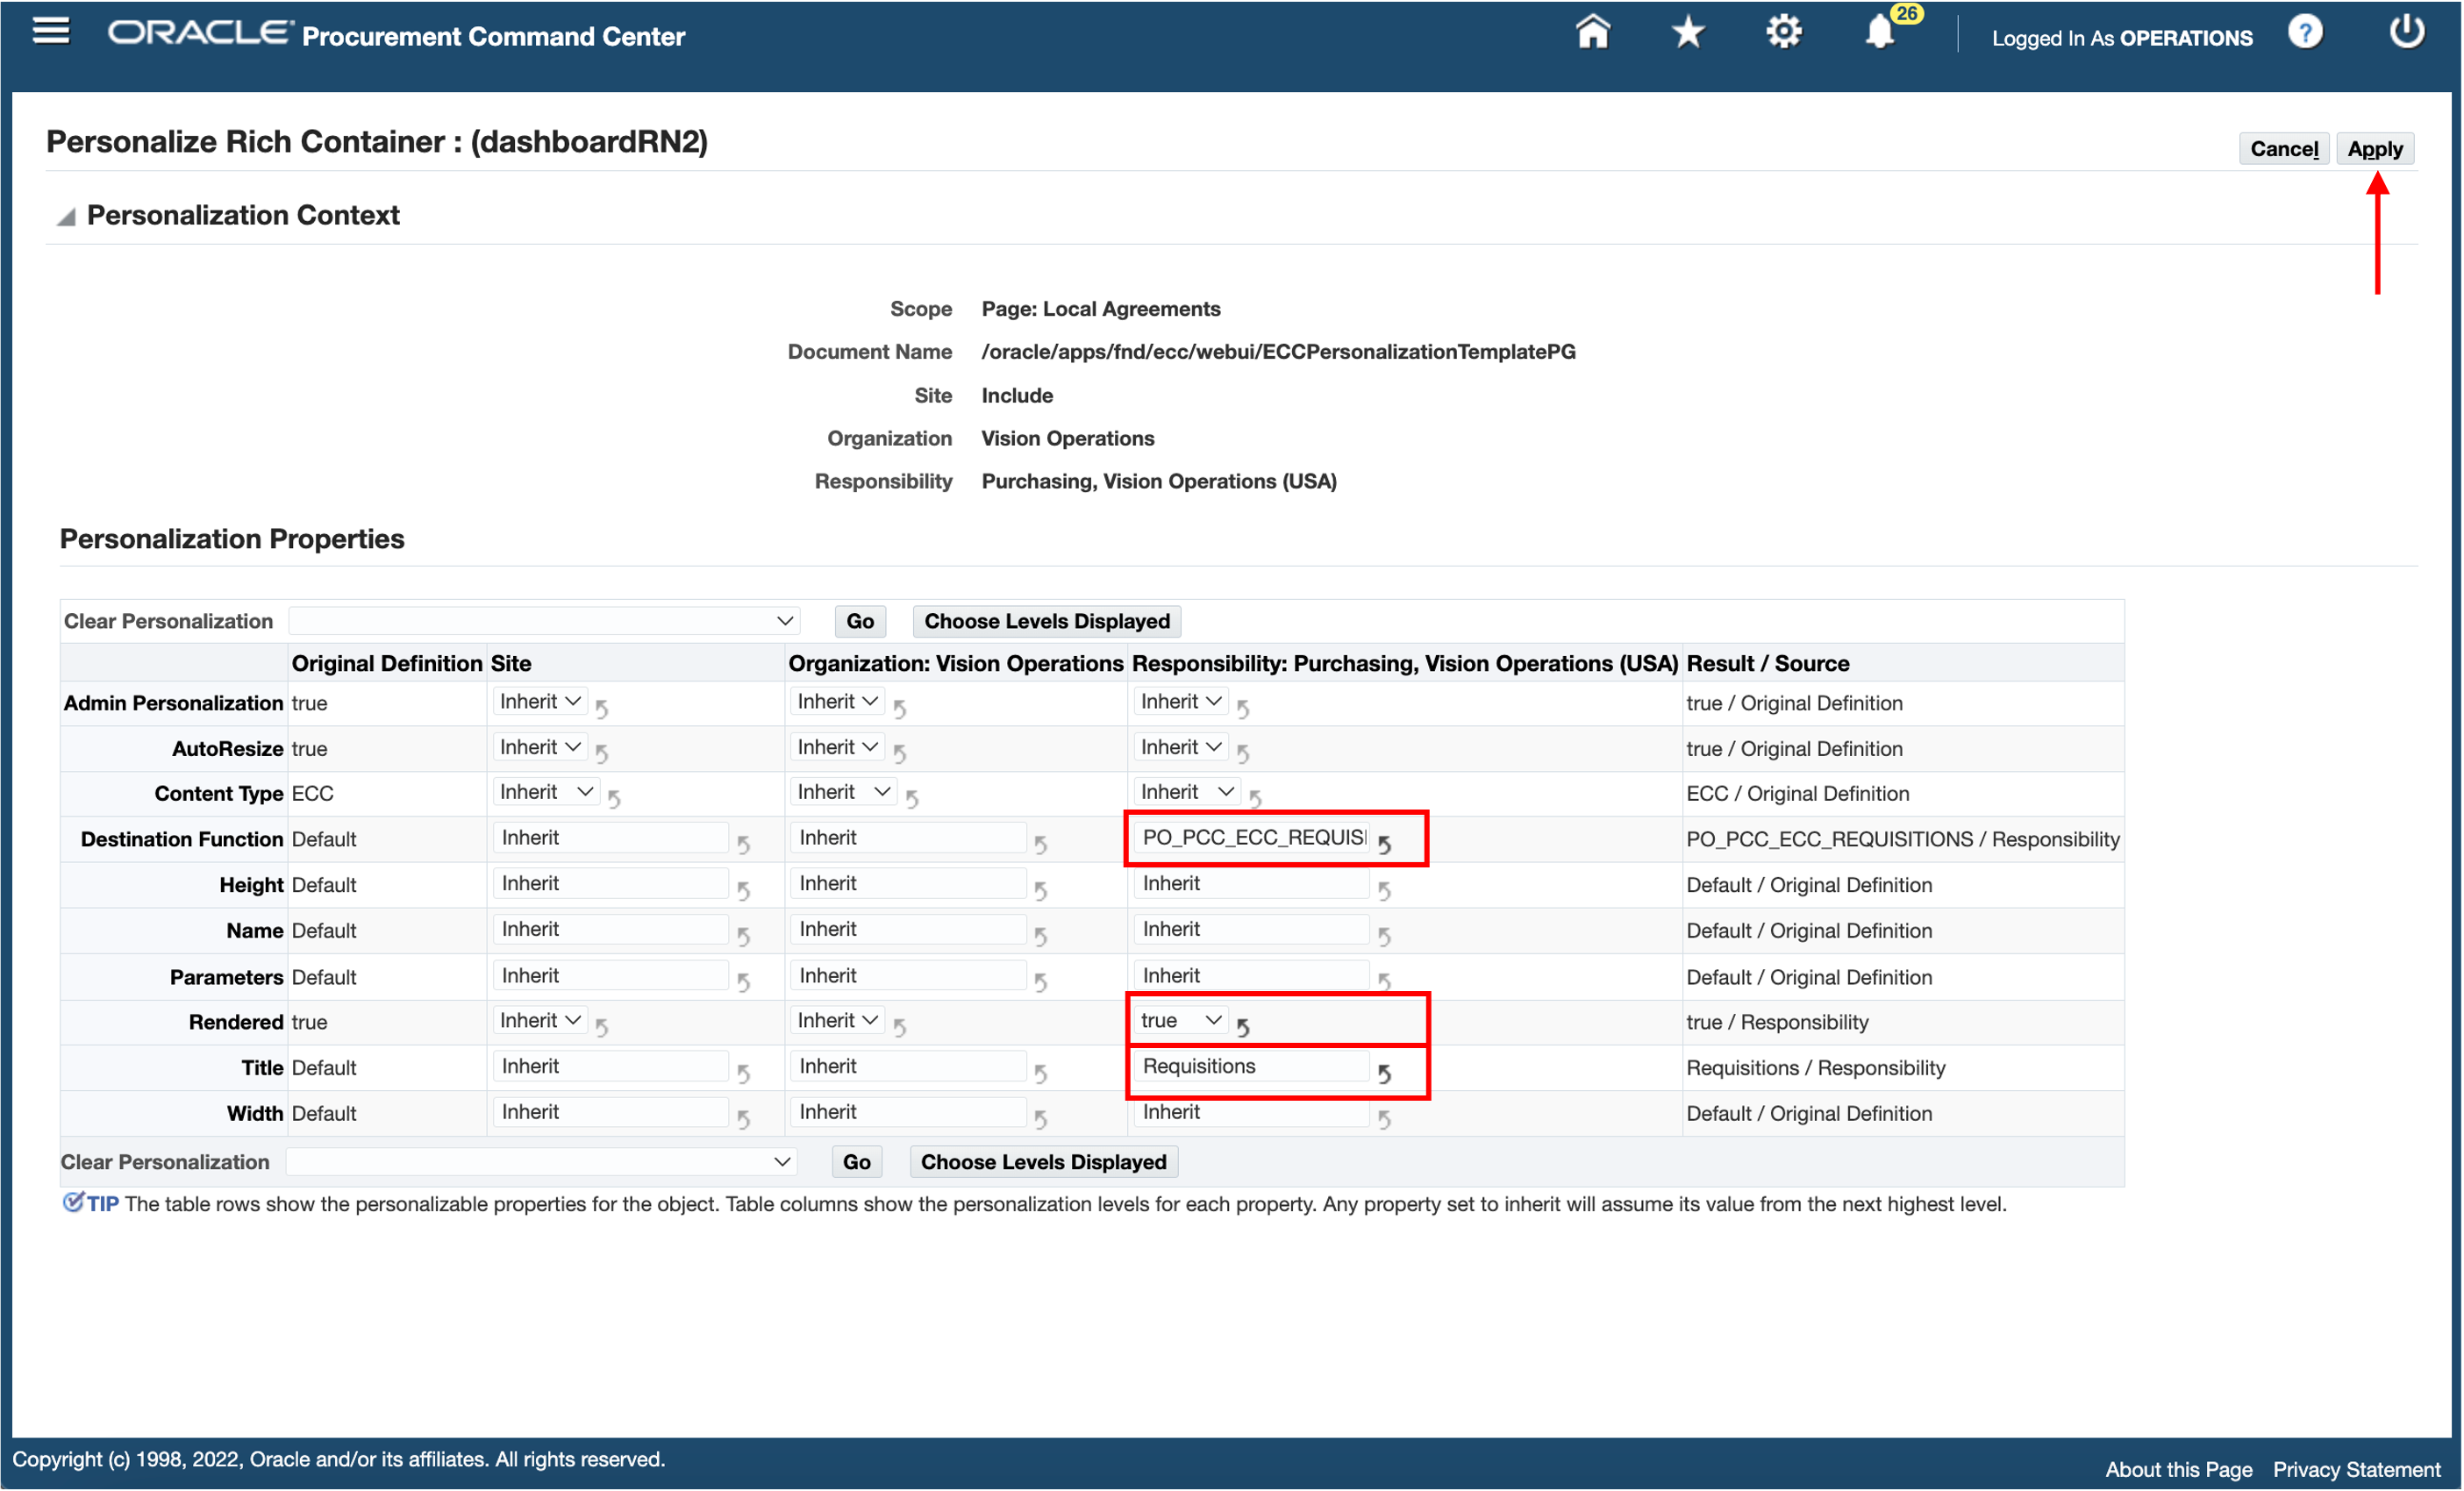 ORACLE Procurement Command Center
26
Logged In As OPERATIONS
?
Personalize Rich Container : (dashboardRN2)
Cancel Apply
Personalization Context
Scope Page: Local Agreements
Document Name /oracle/apps/fnd/ecc/webui/ECCPersonalizationTemplatePG
Site Include
Organization Vision Operations
Responsibility Purchasing, Vision Operations (USA)
Personalization Properties
Clear Personalization Go Choose Levels Displayed
Original Definition Site Organization: Vision Operations Responsibility: Purchasing, Vision Operations (USA) Result / Source
Admin Personalization true Inherit Inherit Inherit true / Original Definition
AutoResize true Inherit Inherit Inherit true / Original Definition
Content Type ECC Inherit Inherit Inherit ECC / Original Definition
Destination Function Default Inherit Inherit PO_PCC_ECC_REQUISI PO_PCC_ECC_REQUISITIONS / Responsibility
Height Default Inherit Inherit Inherit Default / Original Definition
Name Default Inherit Inherit Inherit Default / Original Definition
Parameters Default Inherit Inherit Inherit Default / Original Definition
Rendered true Inherit Inherit true true / Responsibility
Title Default Inherit Inherit Requisitions Requisitions / Responsibility
Width Default Inherit Inherit Inherit Default / Original Definition
Clear Personalization Go Choose Levels Displayed
TIP The table rows show the personalizable properties for the object. Table columns show the personalization levels for each property. Any property set to inherit will assume its value from the next highest level.
Copyright (c) 1998, 2022, Oracle and/or its affiliates. All rights reserved.
About this Page Privacy Statement